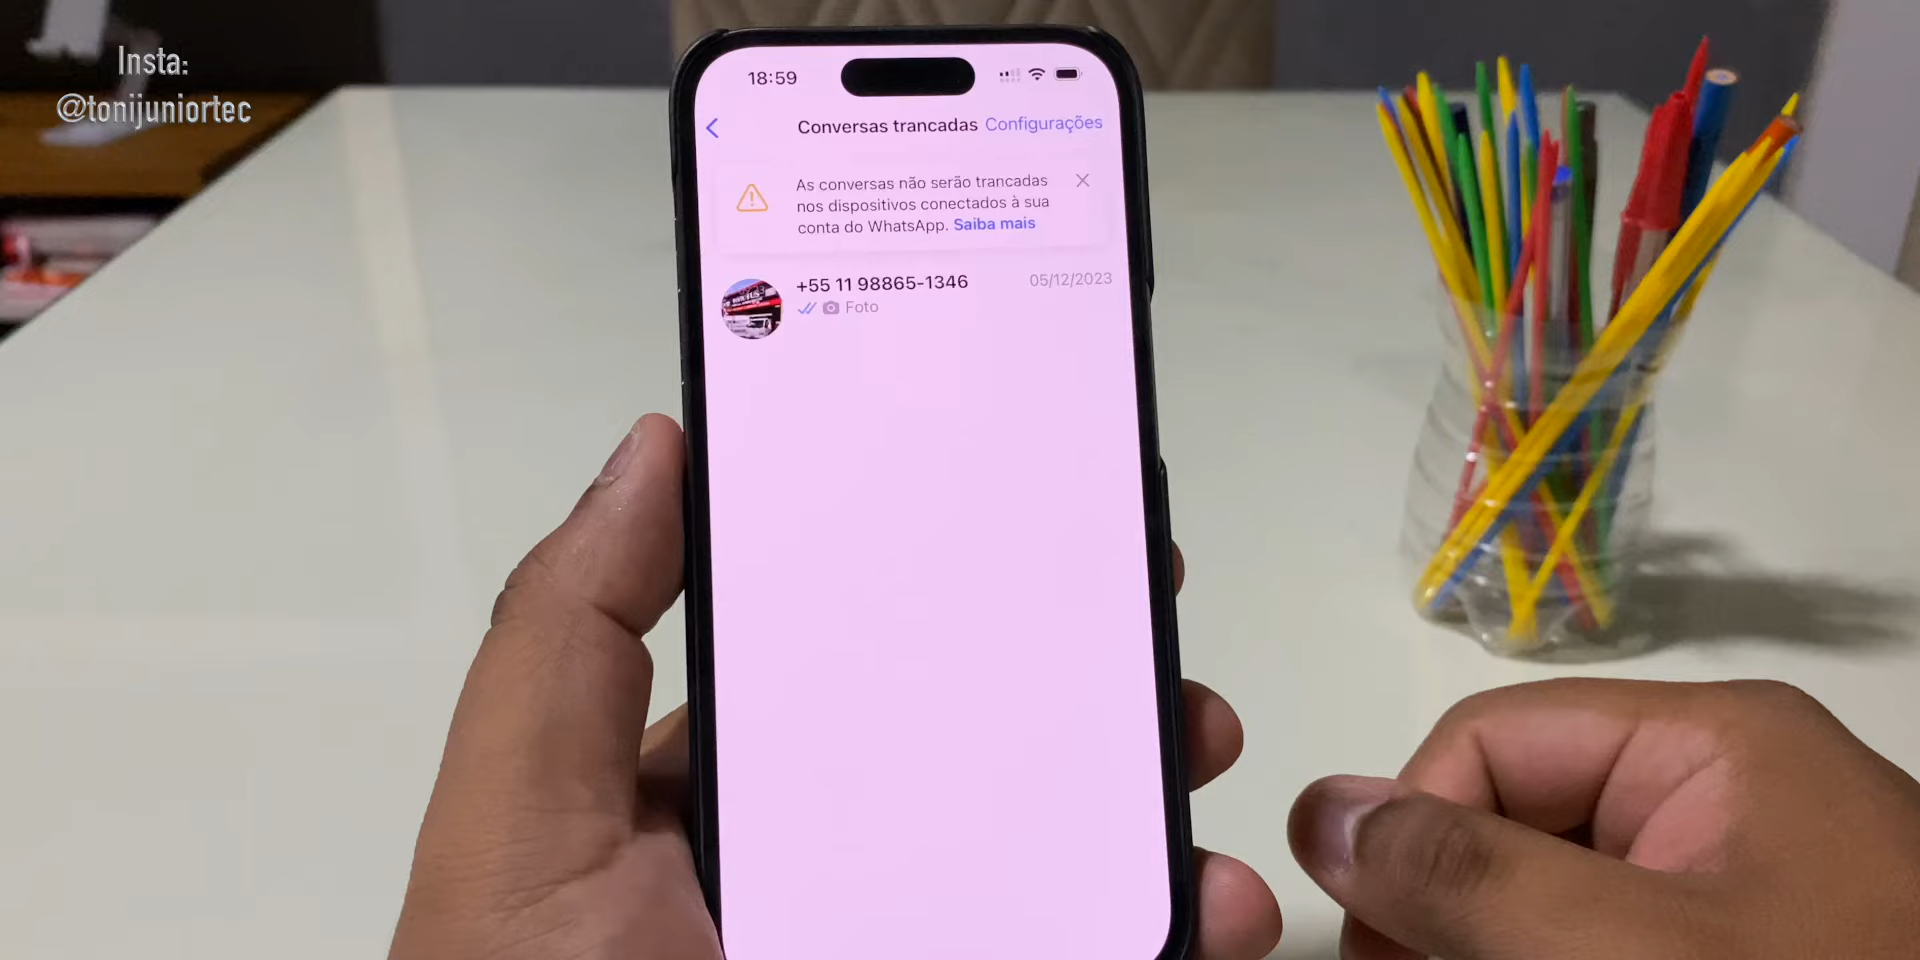 Insta:
@tonijuniortec
18:59
Conversas trancadas
Configurações
As conversas não serão trancadas
nos dispositivos conectados à sua
conta do WhatsApp. Saiba mais
+55 11 98865-1346
05/12/2023
Foto